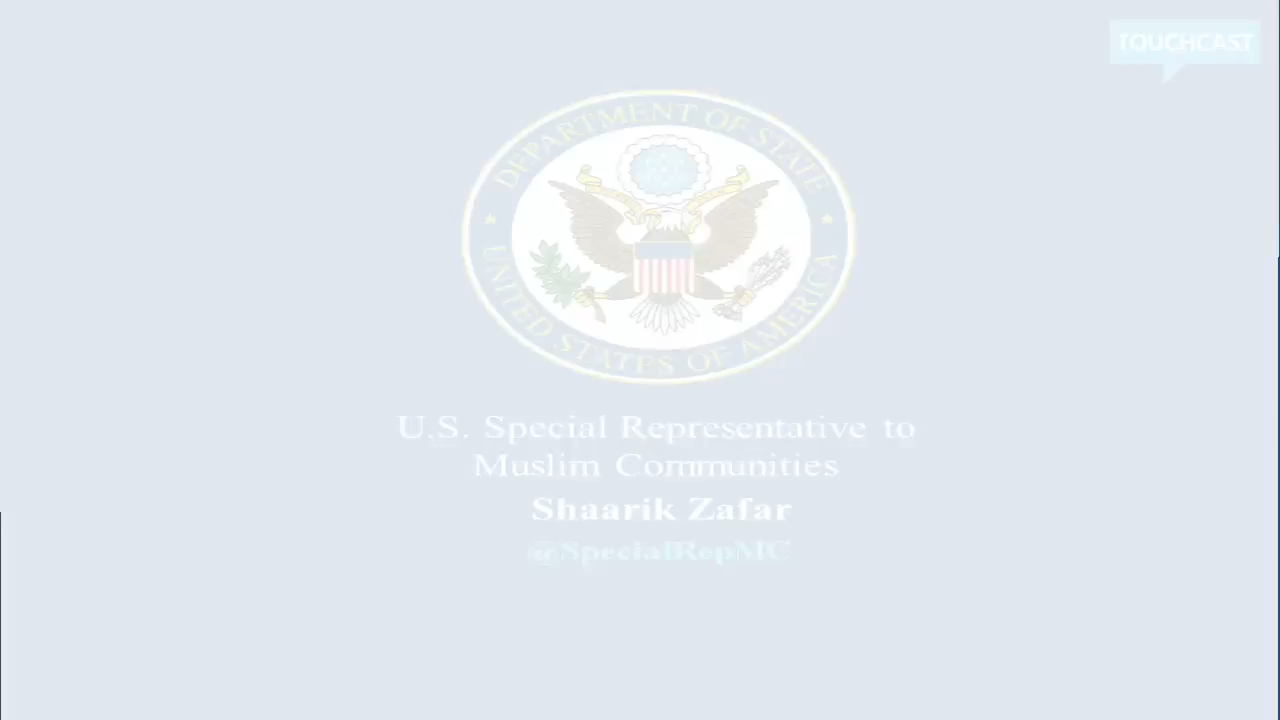 TOUCHCAST
DEPARTMENT OF STATE
UNITED STATES OF AMERICA
U.S. Special Representative to
Muslim Communities
Shaarik Zafar
@SpecialRepMC